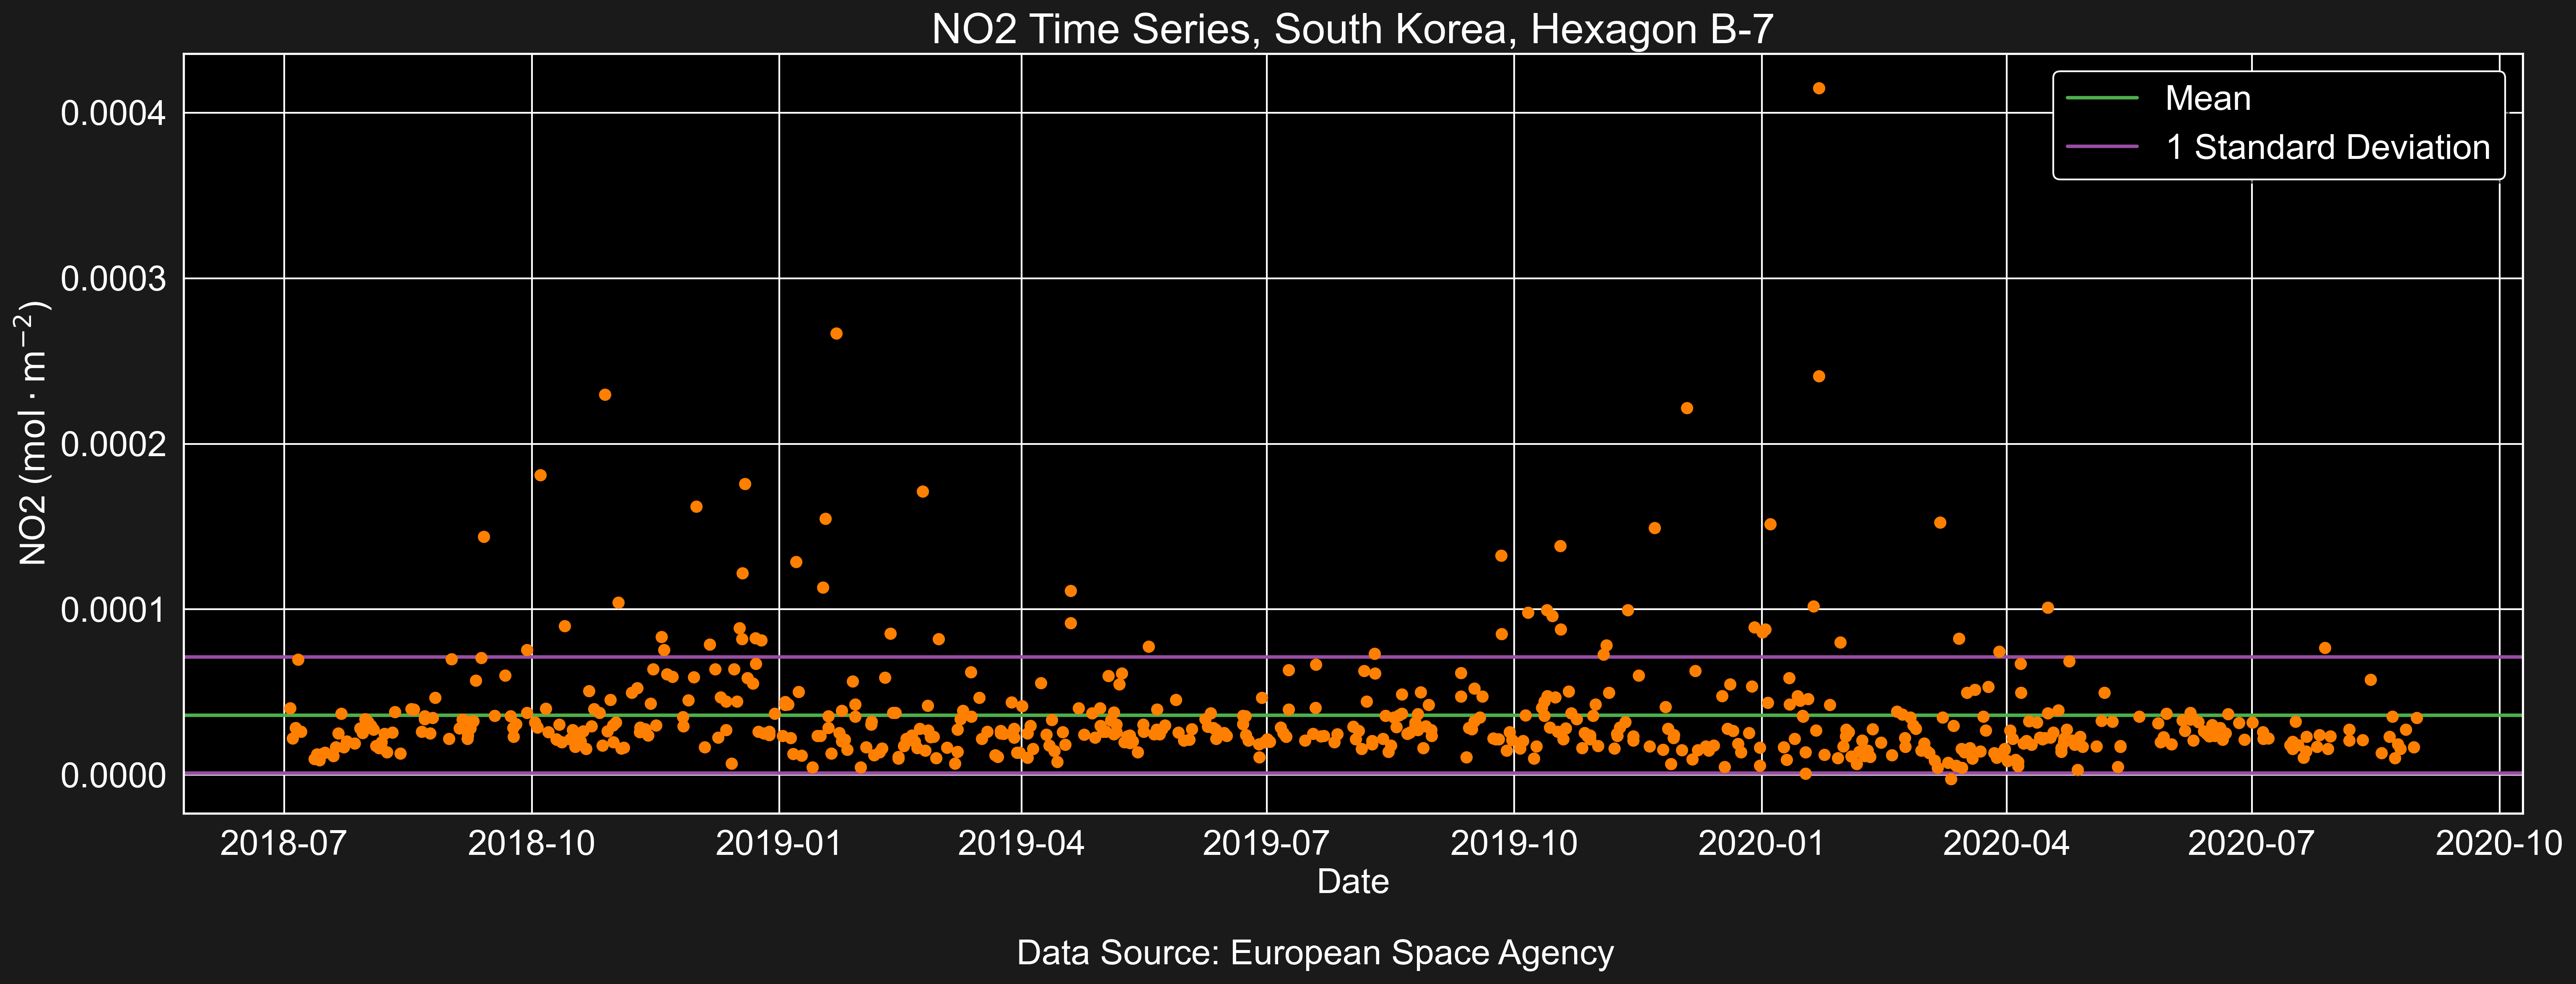 NO2 Time Series, South Korea, Hexagon B-7
Mean
1 Standard Deviation
NO2 (mol · m⁻²)
0.0004
0.0003
0.0002
0.0001
0.0000
2018-07 2018-10 2019-01 2019-04 2019-07 2019-10 2020-01 2020-04 2020-07 2020-10
Date
Data Source: European Space Agency